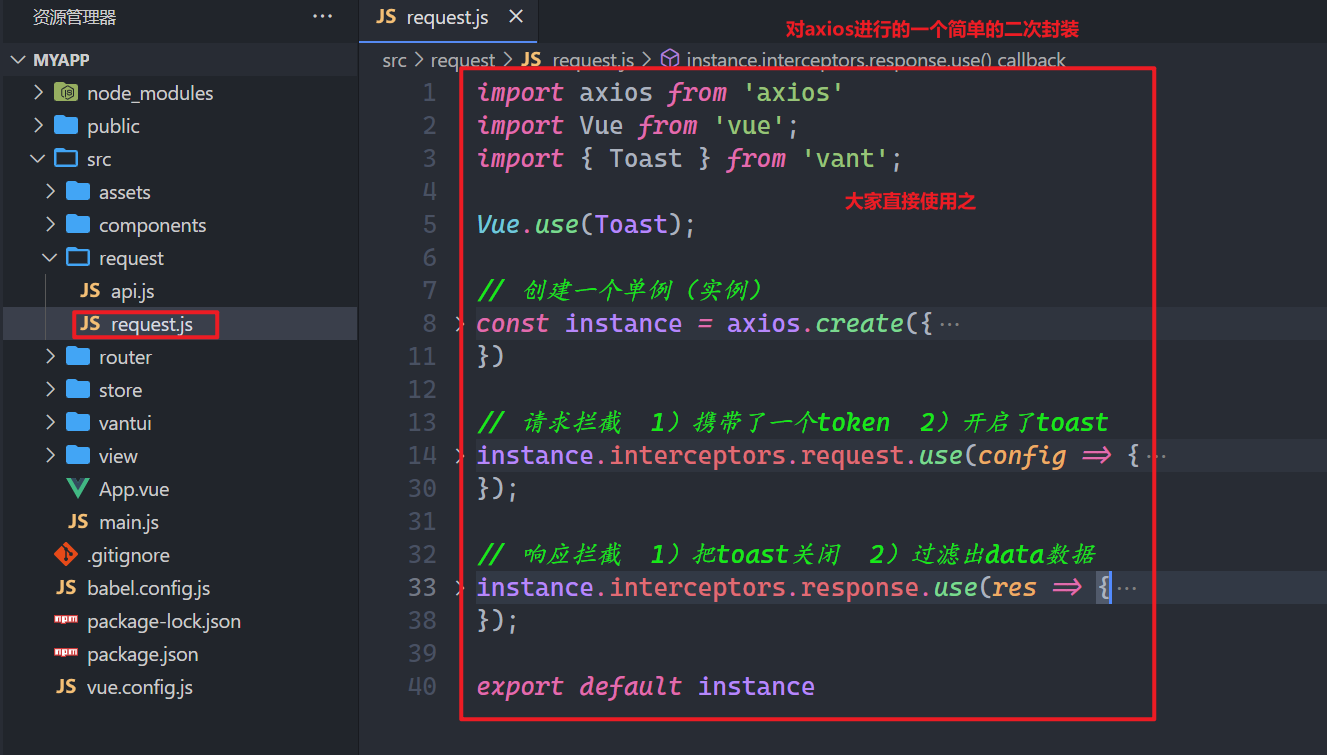 资源管理器
···
MYAPP
node_modules
public
src
assets
components
request
JS api.js
JS request.js
router
store
vantui
view
App.vue
JS main.js
.gitignore
JS babel.config.js
package-lock.json
package.json
JS vue.config.js
JS request.js ×
对axios进行的一个简单的二次封装
src > request > JS request.js > instance.interceptors.response.use() callback
1 import axios from 'axios'
2 import Vue from 'vue';
3 import { Toast } from 'vant';
4
大家直接使用之
5 Vue.use(Toast);
6
7 // 创建一个单例（实例）
8 const instance = axios.create({···
11 })
12
13 // 请求拦截 1）携带了一个token 2）开启了toast
14 instance.interceptors.request.use(config => {···
30 });
31
32 // 响应拦截 1）把toast关闭 2）过滤出data数据
33 instance.interceptors.response.use(res => {···
38 });
39
40 export default instance